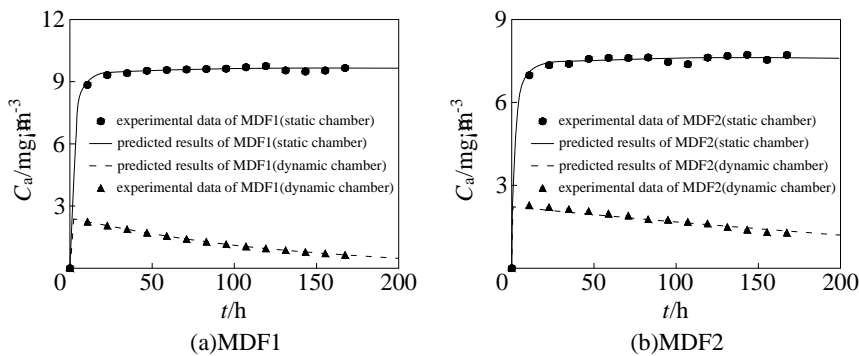 12
9
6
3
0
C_a/mg¡¤m^-3
experimental data of MDF1(static chamber)
predicted results of MDF1(static chamber)
predicted results of MDF1(dynamic chamber)
experimental data of MDF1(dynamic chamber)
0 50 100 150 200
t/h
(a)MDF1
9
6
3
0
C_a/mg¡¤m^-3
experimental data of MDF2(static chamber)
predicted results of MDF2(static chamber)
predicted results of MDF2(dynamic chamber)
experimental data of MDF2(dynamic chamber)
0 50 100 150 200
t/h
(b)MDF2